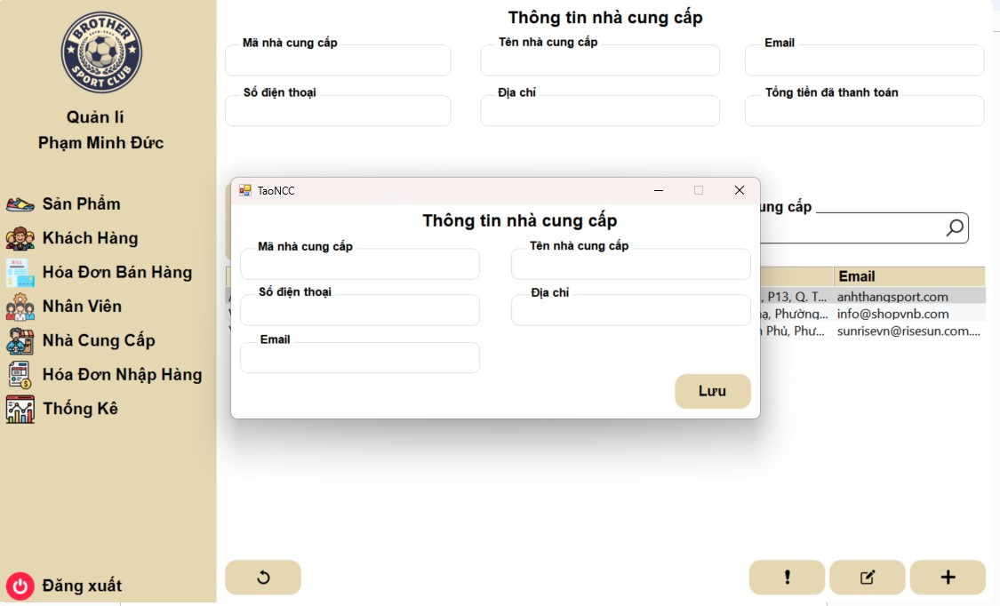 BROTHER
SPORT CLUB
Quản lí
Phạm Minh Đức
Sản Phẩm
Khách Hàng
Hóa Đơn Bán Hàng
Nhân Viên
Nhà Cung Cấp
Hóa Đơn Nhập Hàng
Thống Kê
Đăng xuất
Thông tin nhà cung cấp
Mã nhà cung cấp
Tên nhà cung cấp
Email
Số điện thoại
Địa chỉ
Tổng tiền đã thanh toán
TaoNCC
Thông tin nhà cung cấp
Mã nhà cung cấp
Tên nhà cung cấp
Số điện thoại
Địa chỉ
Email
Lưu
ung cấp
Email
, P13, Q. T... anhthangsport.com
Phường... info@shopvnb.com
Phủ, Phư... sunrisevn@risesun.com....